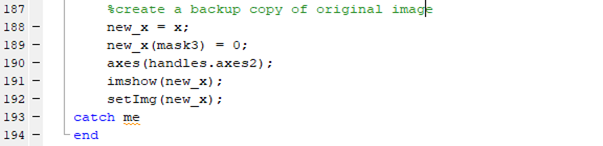 187 %create a backup copy of original image
188 – new_x = x;
189 – new_x(mask3) = 0;
190 – axes(handles.axes2);
191 – imshow(new_x);
192 – setImg(new_x);
193 – catch me
194 – end